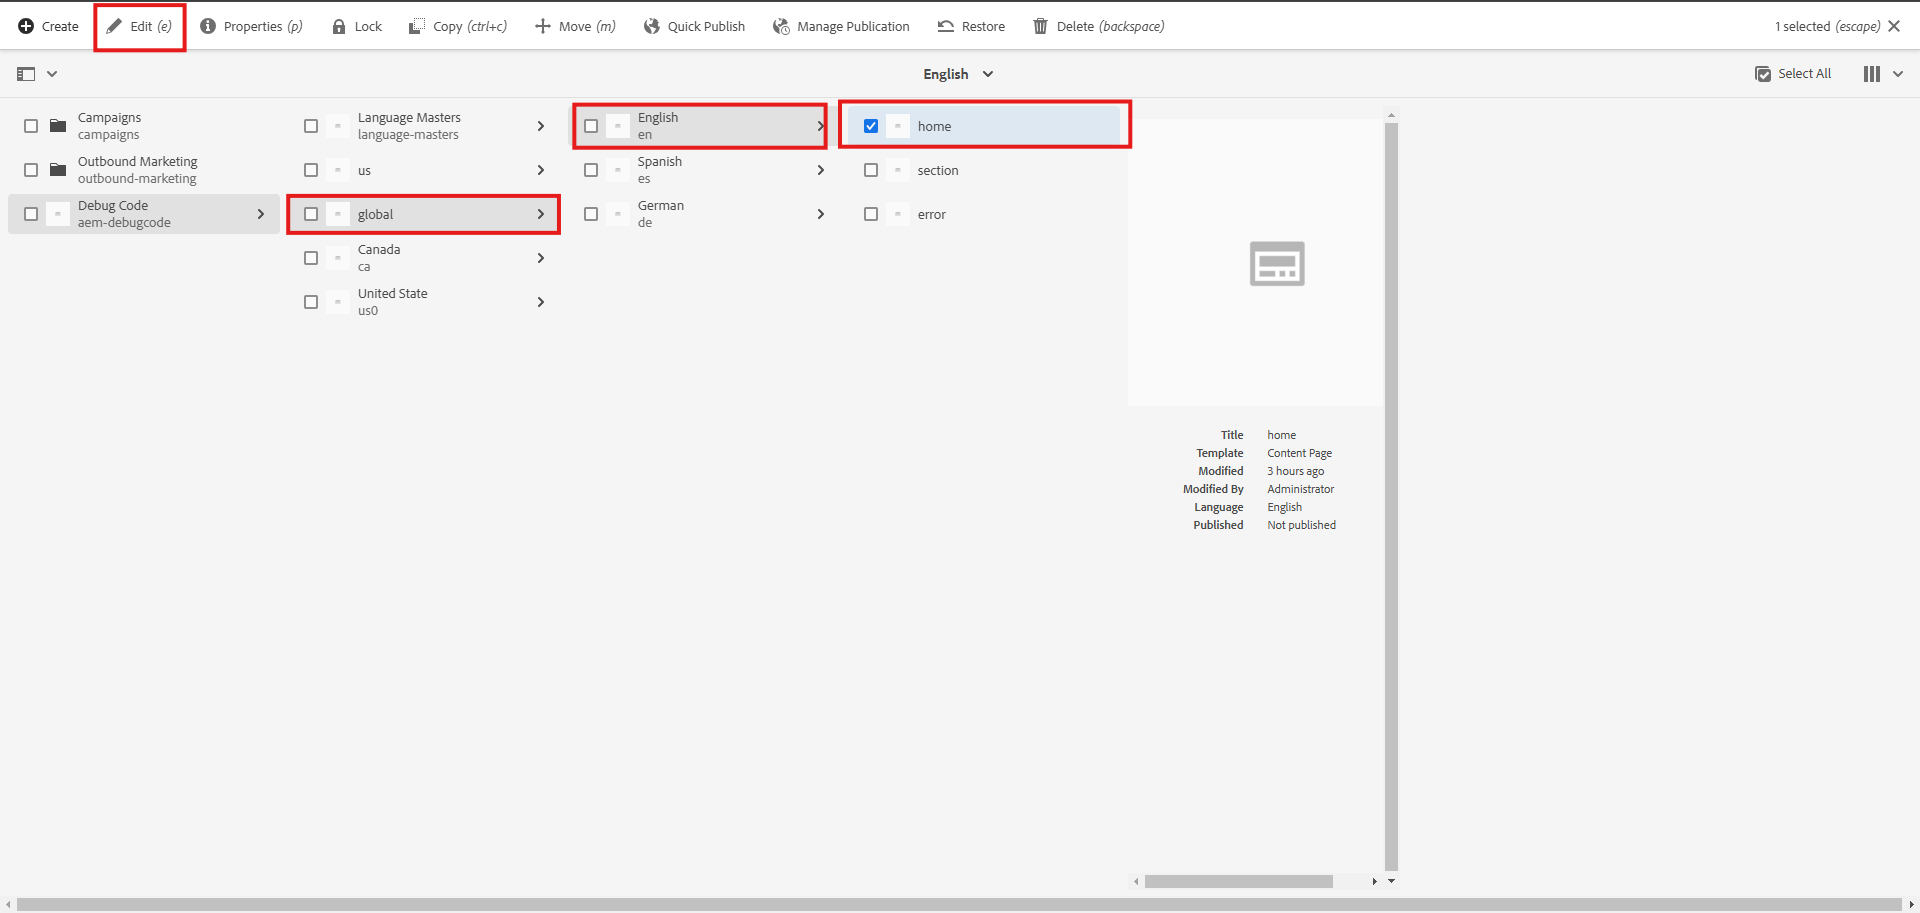 Create Edit (e) Properties (p) Lock Copy (ctrl+c) Move (m) Quick Publish Manage Publication Restore Delete (backspace) 1 selected (escape)
English Select All
Campaigns
campaigns
Outbound Marketing
outbound-marketing
Debug Code
aem-debugcode
Language Masters
language-masters
us
global
Canada
ca
United State
us0
English
en
Spanish
es
German
de
home
section
error
Title home
Template Content Page
Modified 3 hours ago
Modified By Administrator
Language English
Published Not published